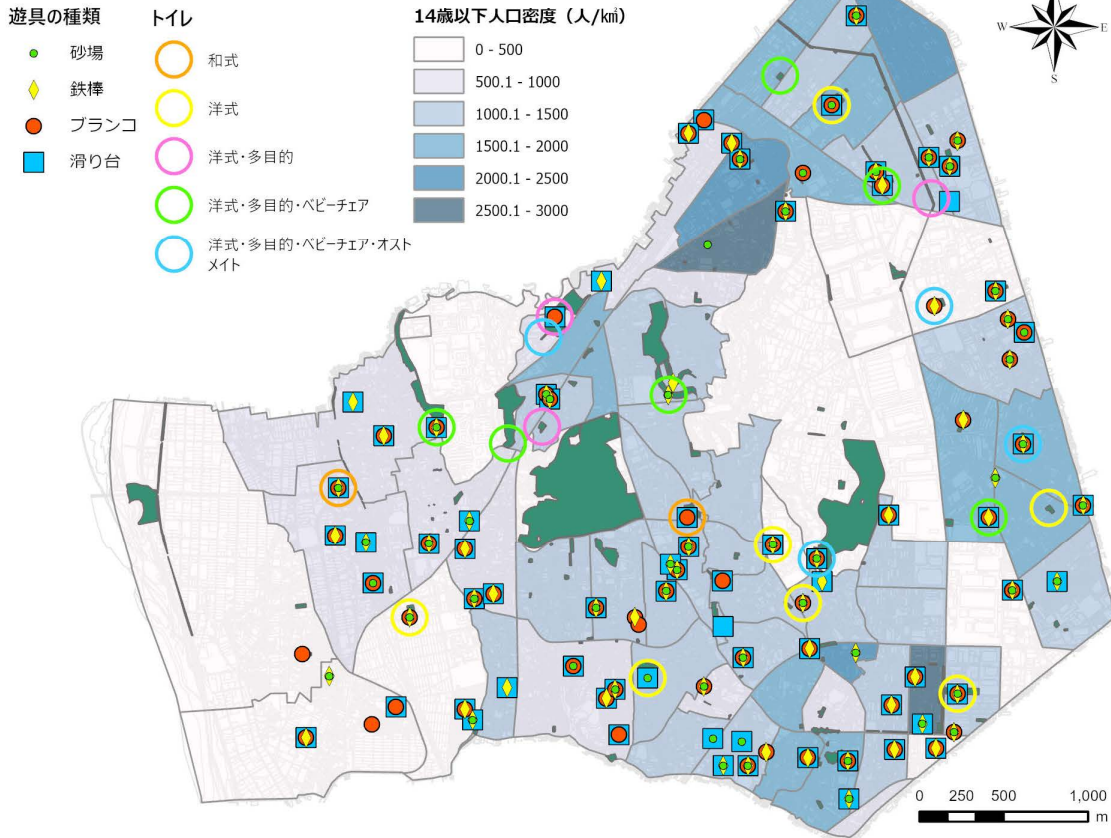 遊具の種類
砂場
鉄棒
ブランコ
滑り台
トイレ
和式
洋式
洋式・多目的
洋式・多目的・ベビーチェア
洋式・多目的・ベビーチェア・オスト
メイト
14歳以下人口密度（人/k㎡）
0 - 500
500.1 - 1000
1000.1 - 1500
1500.1 - 2000
2000.1 - 2500
2500.1 - 3000
W
E
S
0 250 500 1,000
m